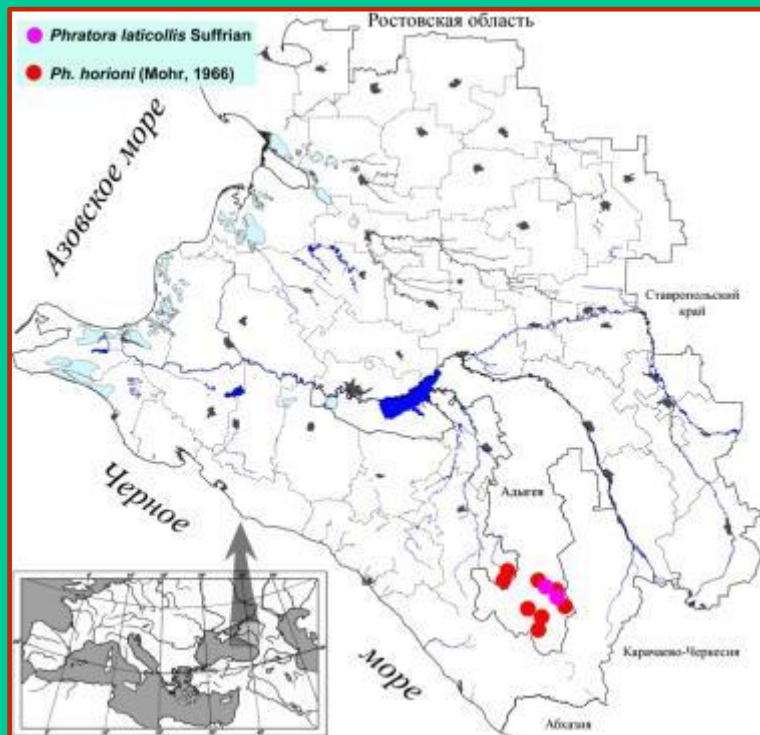 Ростовская область
Phratora laticollis Suffrian
Ph. horioni (Mohr, 1966)
Азовское море
Ставропольский
край
Черное
море
Адыгея
Карачаево-Черкесия
Абхазия